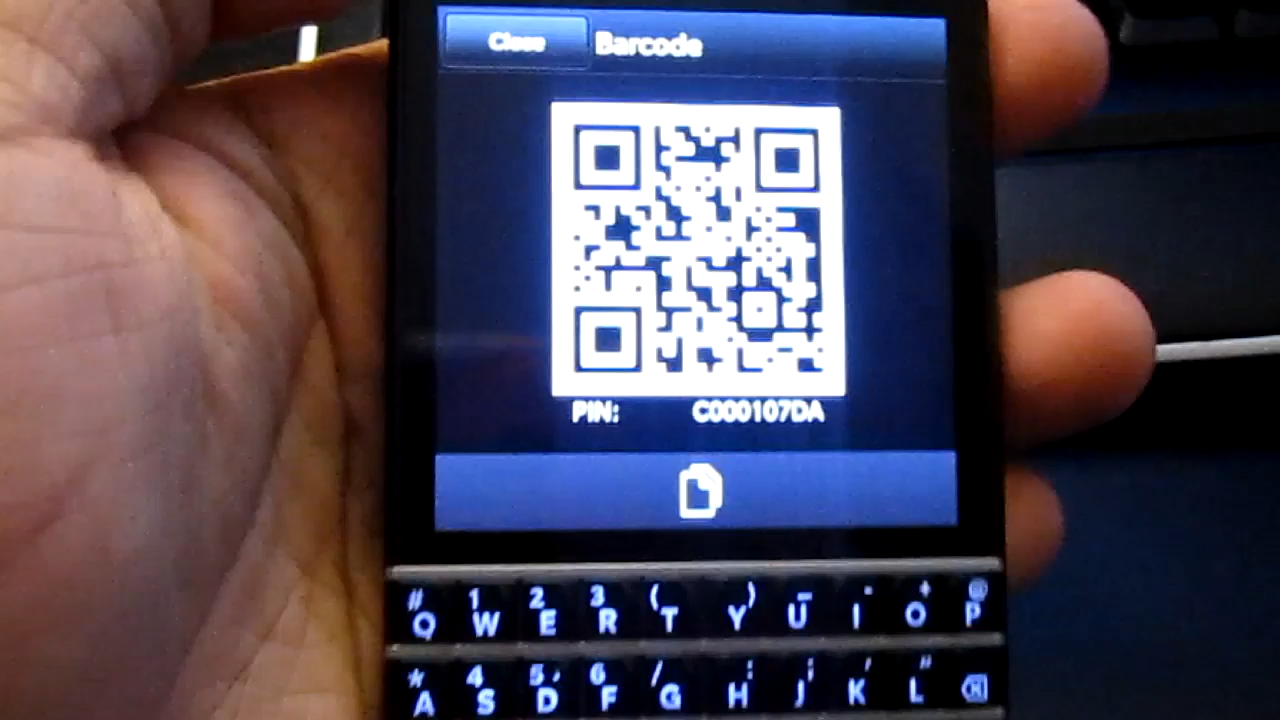 Close Barcode
PIN: C000107DA
# 1 2 3 ( ) _ - + @
Q W E R T Y U I O P
* 4 5 6 / : ; ' "
A S D F G H J K L